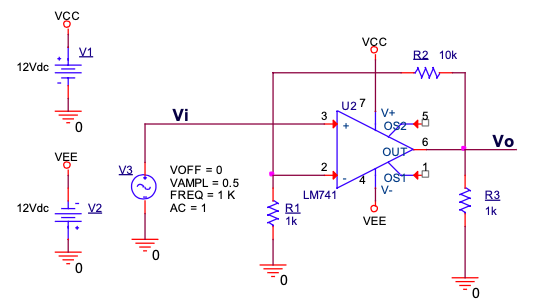 VCC
V1
12Vdc
0
VEE
12Vdc
V2
0
Vi
V3
VOFF = 0
VAMPL = 0.5
FREQ = 1 K
AC = 1
0
VCC
R2 10k
U2 7
V+
3
+
5
OS2
6
OUT
Vo
2
-
1
OS1
4
V-
LM741
VEE
R1
1k
0
R3
1k
0